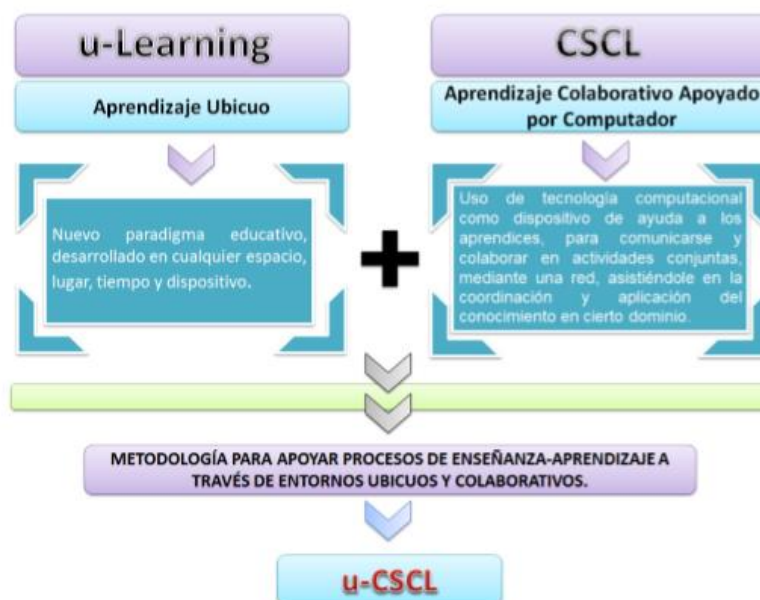 u-Learning
Aprendizaje Ubicuo
Nuevo paradigma educativo,
desarrollado en cualquier espacio,
lugar, tiempo y dispositivo.
CSCL
Aprendizaje Colaborativo Apoyado
por Computador
Uso de tecnología computacional
como dispositivo de ayuda a los
aprendices, para comunicarse y
colaborar en actividades conjuntas,
mediante una red, asistiéndole en la
coordinación y aplicación del
conocimiento en cierto dominio.
METODOLOGÍA PARA APOYAR PROCESOS DE ENSEÑANZA-APRENDIZAJE A
TRAVÉS DE ENTORNOS UBICUOS Y COLABORATIVOS.
u-CSCL